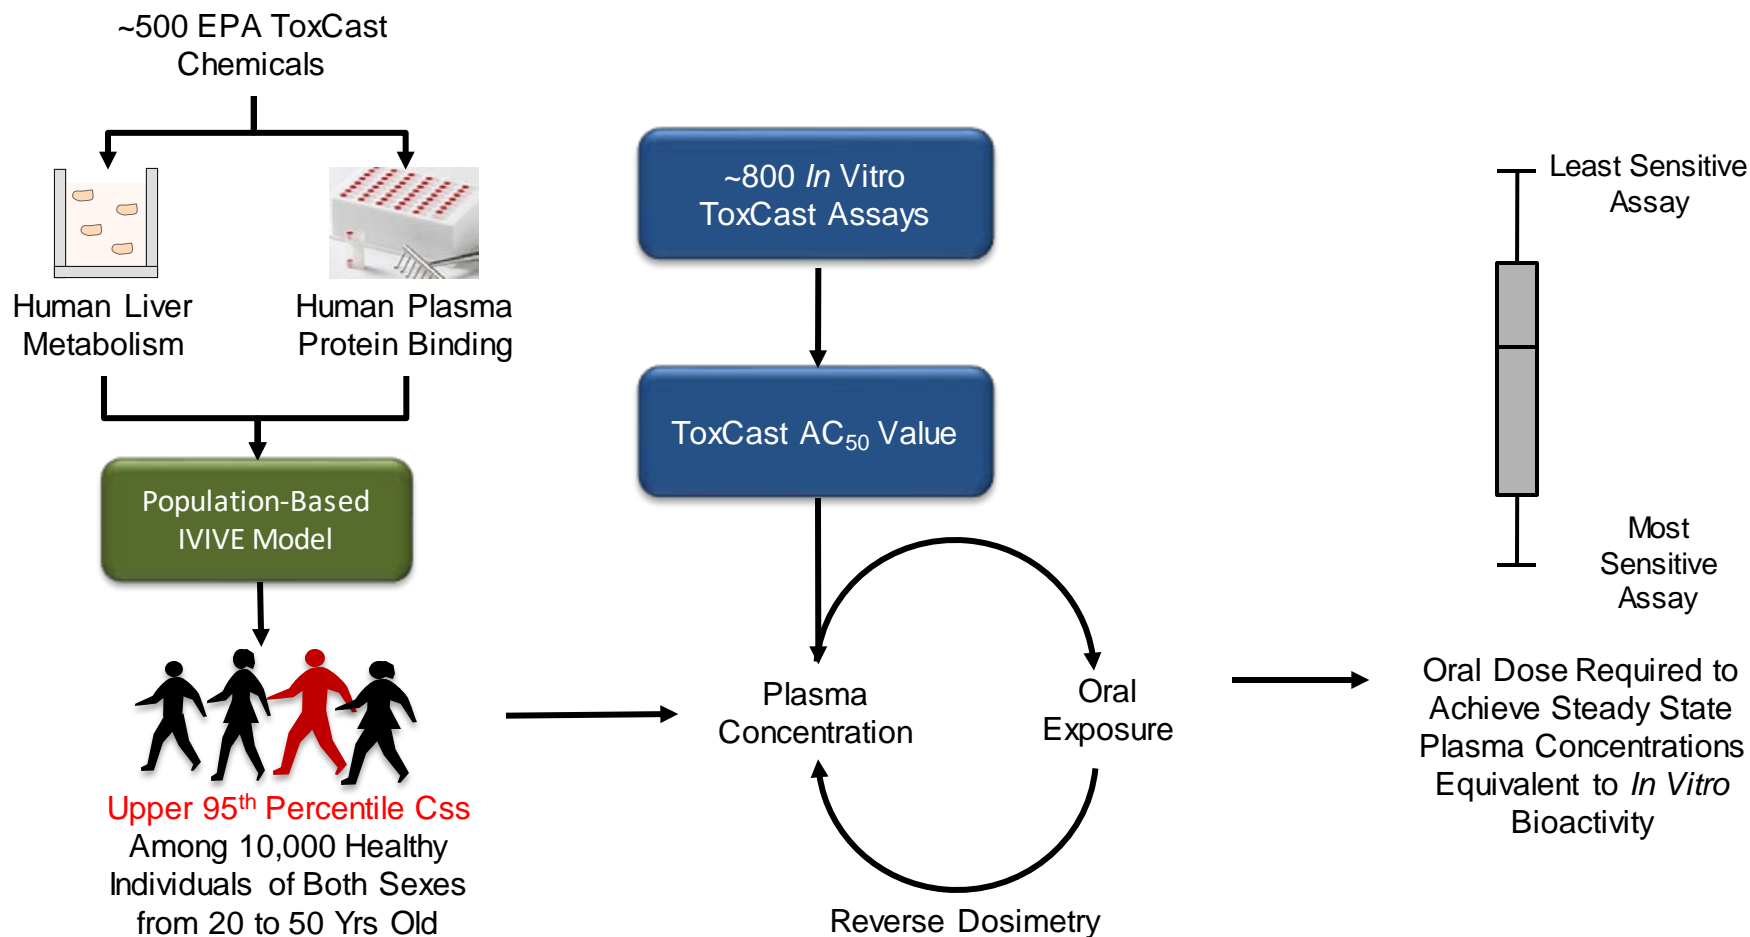 ~500 EPA ToxCast
Chemicals
Human Liver
Metabolism
Human Plasma
Protein Binding
Population-Based
IVIVE Model
Upper 95th Percentile Css
Among 10,000 Healthy
Individuals of Both Sexes
from 20 to 50 Yrs Old
~800 In Vitro
ToxCast Assays
ToxCast AC50 Value
Plasma
Concentration
Oral
Exposure
Reverse Dosimetry
Least Sensitive
Assay
Most
Sensitive
Assay
Oral Dose Required to
Achieve Steady State
Plasma Concentrations
Equivalent to In Vitro
Bioactivity